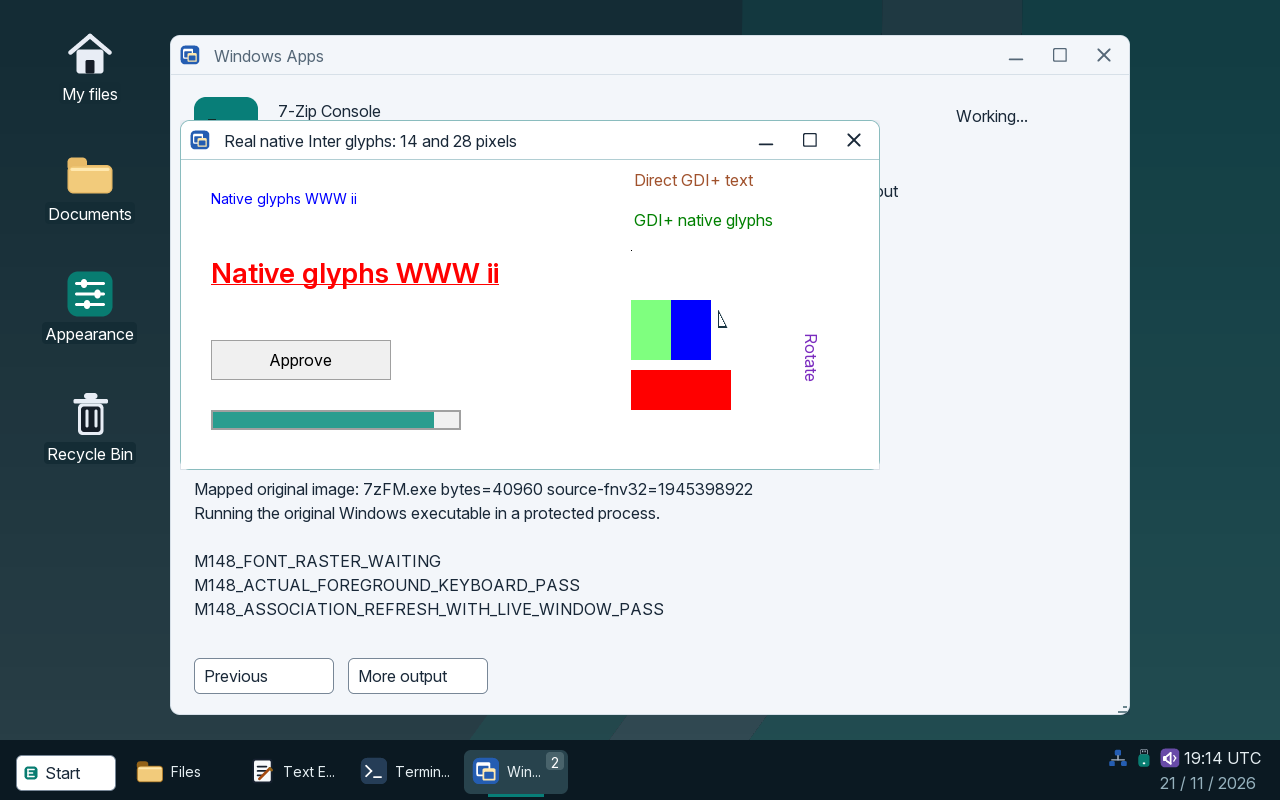 My files
Documents
Appearance
Recycle Bin
Windows Apps
7-Zip Console
Working...
Real native Inter glyphs: 14 and 28 pixels
Native glyphs WWW ii
Direct GDI+ text
GDI+ native glyphs
Native glyphs WWW ii
Approve
Rotate
Mapped original image: 7zFM.exe bytes=40960 source-fnv32=1945398922
Running the original Windows executable in a protected process.
M148_FONT_RASTER_WAITING
M148_ACTUAL_FOREGROUND_KEYBOARD_PASS
M148_ASSOCIATION_REFRESH_WITH_LIVE_WINDOW_PASS
Previous
More output
E Start
Files
Text E...
Termin...
Win...
2
19:14 UTC
21 / 11 / 2026